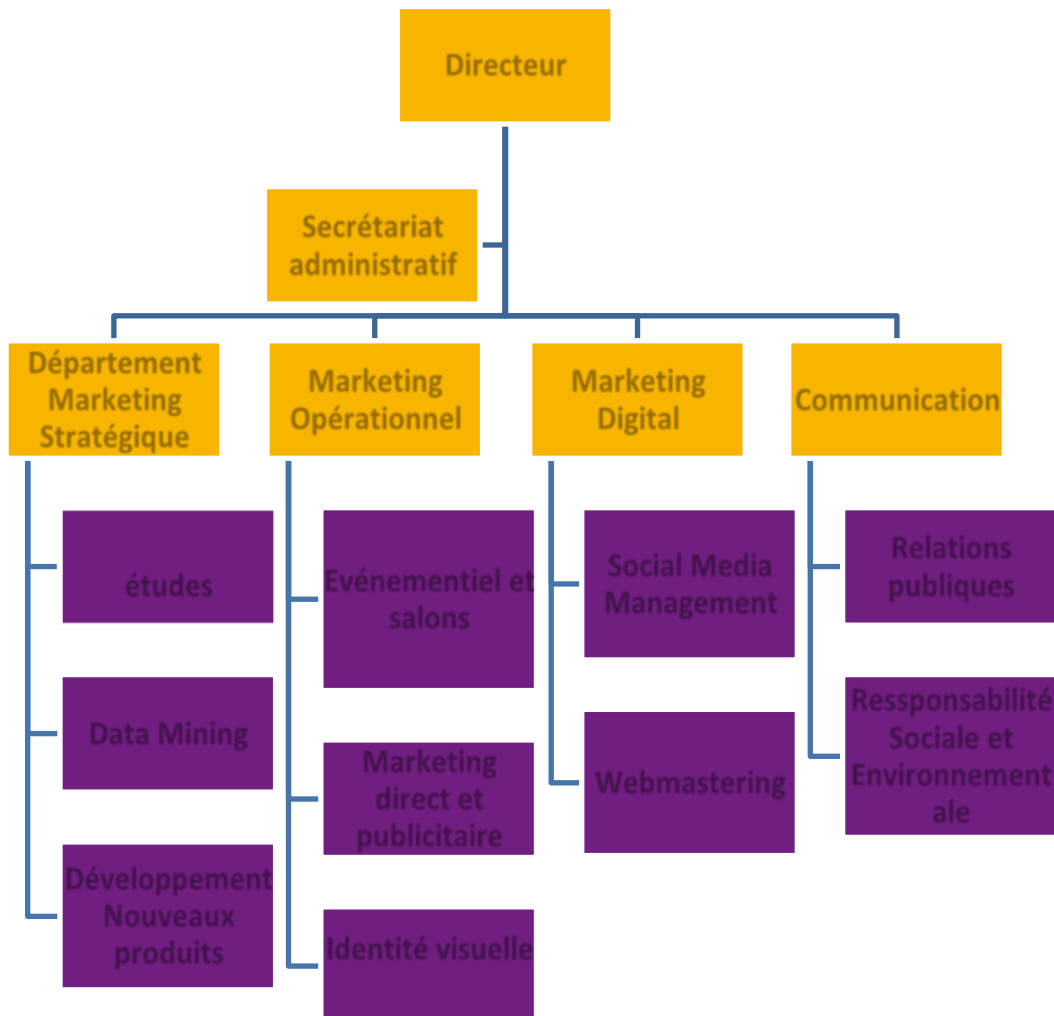 Directeur
Secrétariat
administratif
Département
Marketing
Stratégique
Marketing
Opérationnel
Marketing
Digital
Communication
études
Data Mining
Développement
Nouveaux
produits
Evénementiel et
salons
Marketing
direct et
publicitaire
Identité visuelle
Social Media
Management
Webmastering
Relations
publiques
Ressponsabilité
Sociale et
Environnement
ale